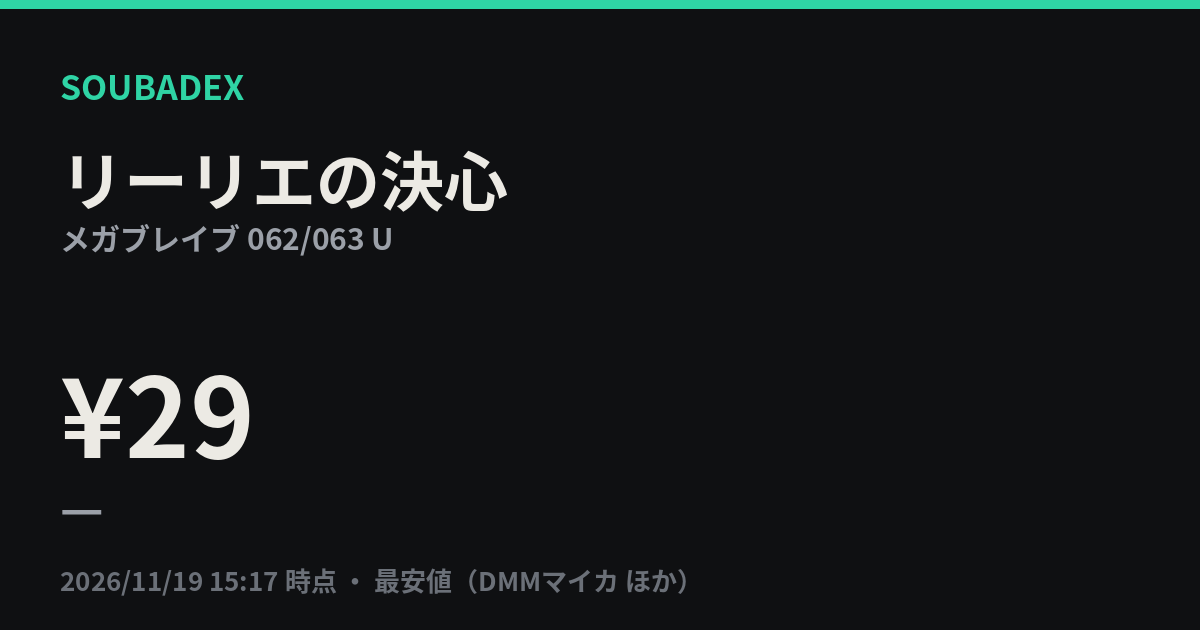 SOUBADEX
リーリエの決心
メガブレイブ 062/063 U
¥29
—
2026/11/19 15:17 時点 ・ 最安値（DMMマイカ ほか）